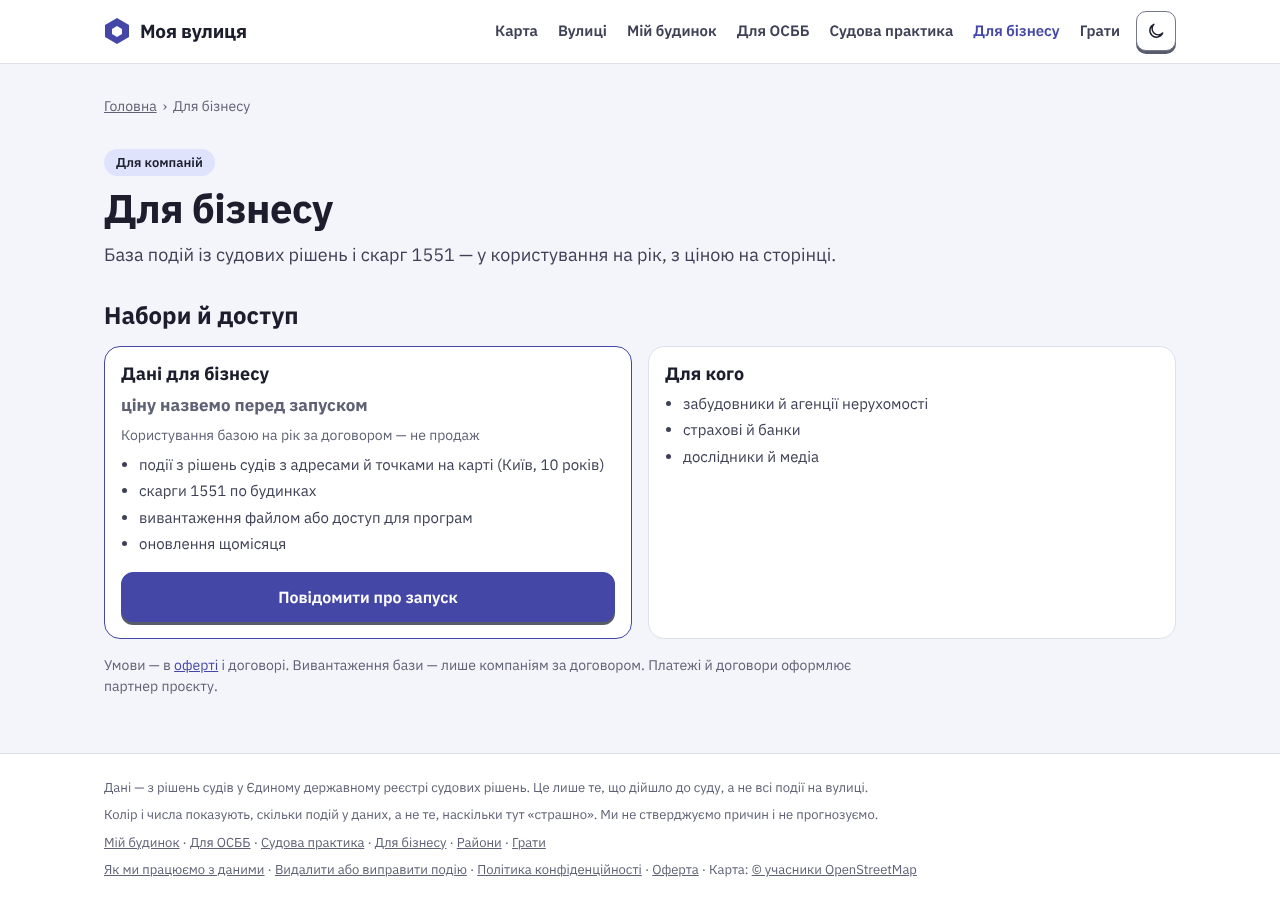 Моя вулиця
Карта Вулиці Мій будинок Для ОСББ Судова практика Для бізнесу Грати
Головна › Для бізнесу
Для компаній
Для бізнесу
База подій із судових рішень і скарг 1551 — у користування на рік, з ціною на сторінці.
Набори й доступ
Дані для бізнесу
ціну назвемо перед запуском
Користування базою на рік за договором — не продаж
• події з рішень судів з адресами й точками на карті (Київ, 10 років)
• скарги 1551 по будинках
• вивантаження файлом або доступ для програм
• оновлення щомісяця
Повідомити про запуск
Для кого
• забудовники й агенції нерухомості
• страхові й банки
• дослідники й медіа
Умови — в оферті і договорі. Вивантаження бази — лише компаніям за договором. Платежі й договори оформлює
партнер проєкту.
Дані — з рішень судів у Єдиному державному реєстрі судових рішень. Це лише те, що дійшло до суду, а не всі події на вулиці.
Колір і числа показують, скільки подій у даних, а не те, наскільки тут «страшно». Ми не стверджуємо причин і не прогнозуємо.
Мій будинок · Для ОСББ · Судова практика · Для бізнесу · Райони · Грати
Як ми працюємо з даними · Видалити або виправити подію · Політика конфіденційності · Оферта · Карта: © учасники OpenStreetMap